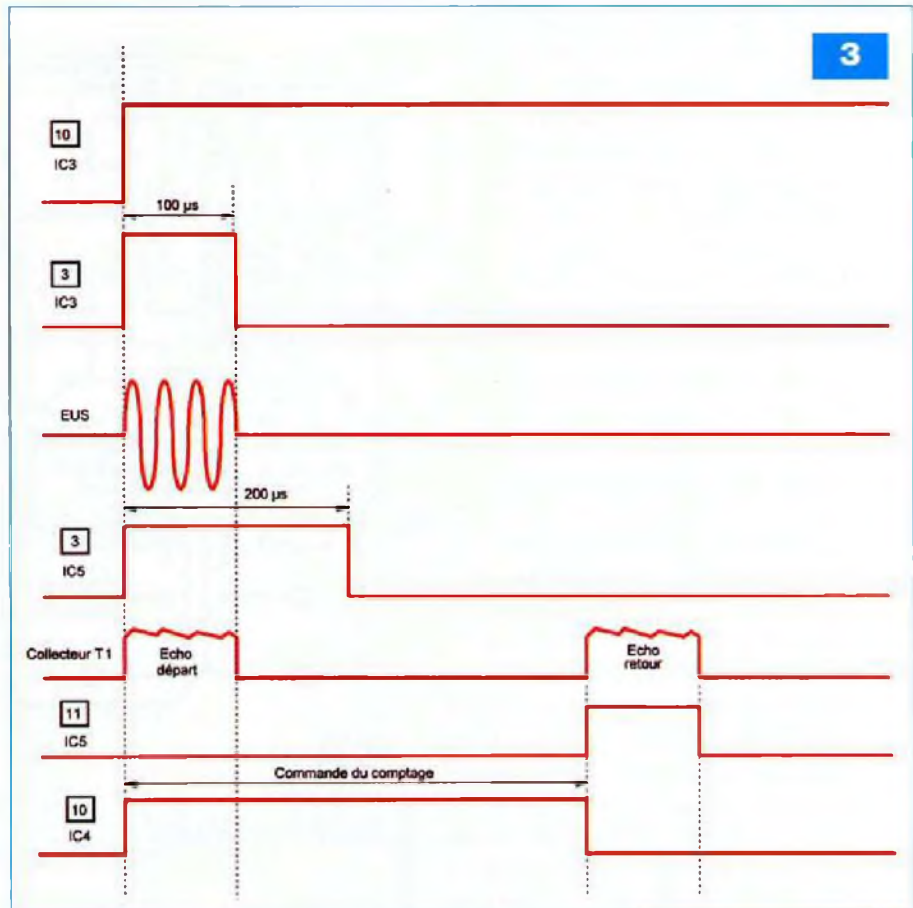 3
10
IC3
100 µs
3
IC3
EUS
200 µs
3
IC5
Collecteur T1
Echo
départ
Echo
retour
11
IC5
Commande du comptage
10
IC4